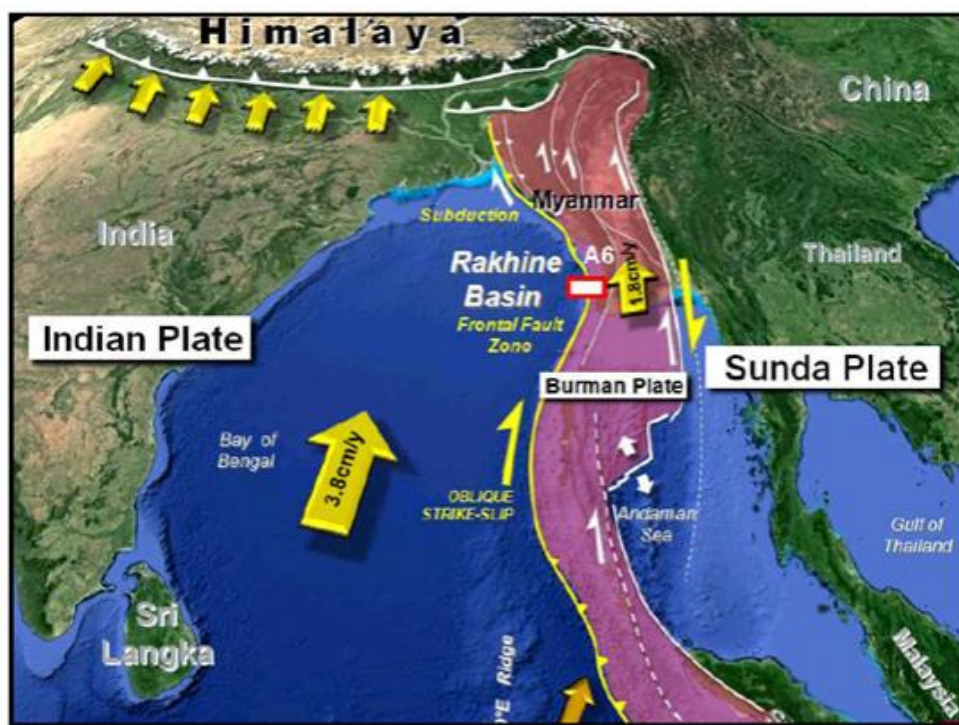 Himalaya
China
India
Subduction
Myanmar
Thailand
Rakhine
Basin
A6
1.8cm/y
Frontal Fault
Zone
Indian Plate
Sunda Plate
Burman Plate
Bay of
Bengal
3.8cm/y
OBLIQUE
STRIKE-SLIP
Andaman
Sea
Gulf of
Thailand
Sri
Langka
Ridge
Malaysia